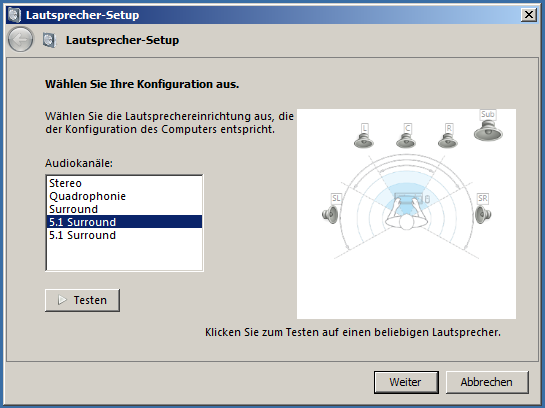 Lautsprecher-Setup
Lautsprecher-Setup
Wählen Sie Ihre Konfiguration aus.
Wählen Sie die Lautsprechereinrichtung aus, die
der Konfiguration des Computers entspricht.
Audiokanäle:
Stereo
Quadrophonie
Surround
5.1 Surround
5.1 Surround
Testen
L
C
R
Sub
SL
SR
Klicken Sie zum Testen auf einen beliebigen Lautsprecher.
Weiter
Abbrechen